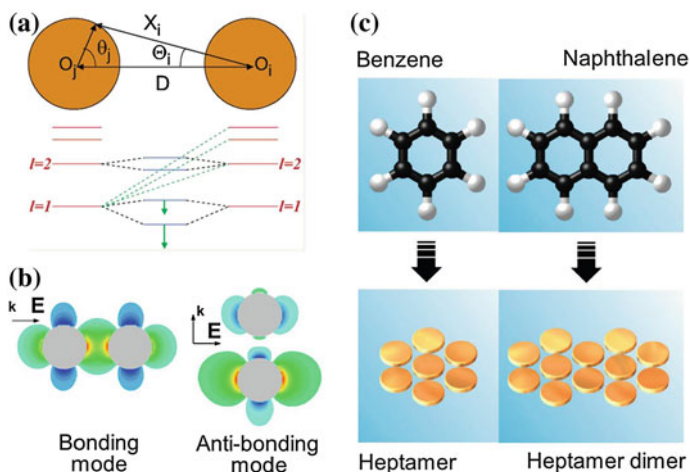 (a)
X_i
θ_j
Θ_i
O_j
O_i
D
l=2
l=2
l=1
l=1
(b)
k
E
k
E
Bonding
mode
Anti-bonding
mode
(c)
Benzene
Naphthalene
Heptamer
Heptamer dimer